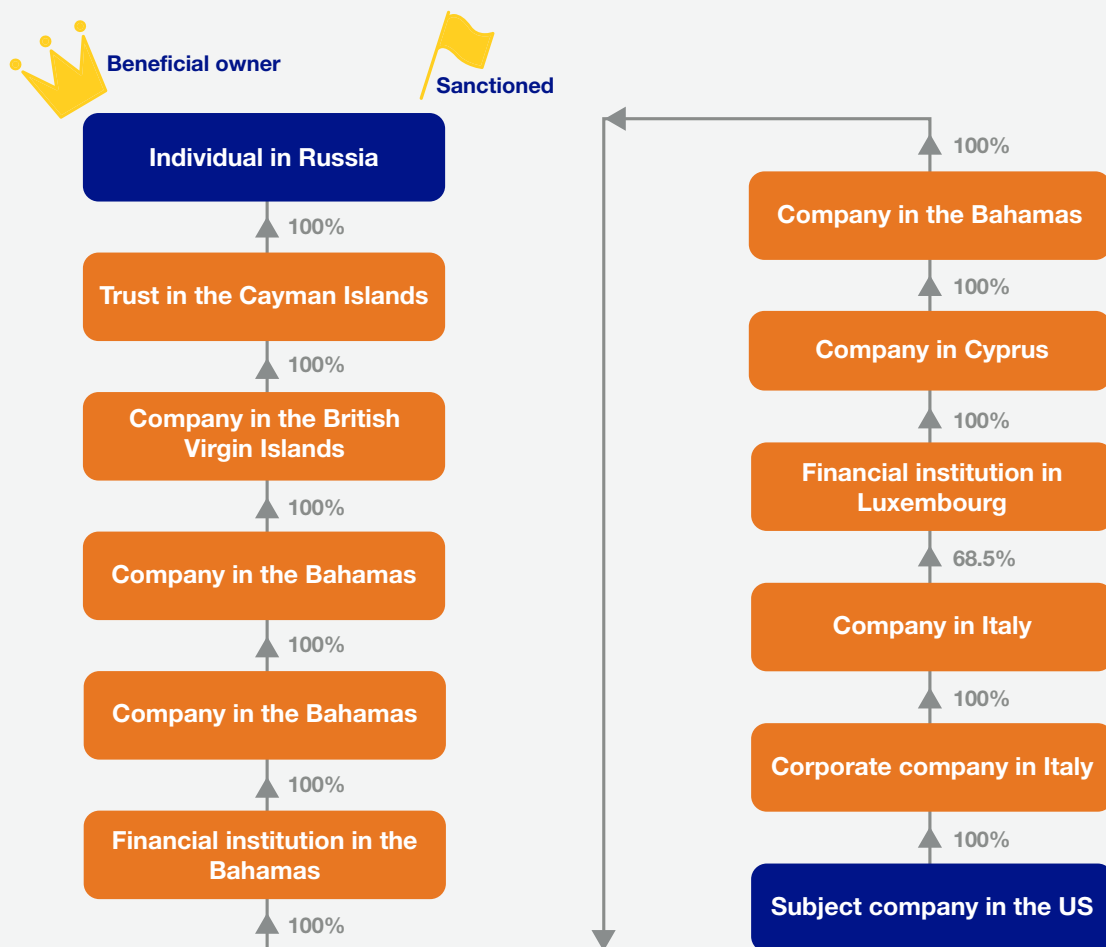 Beneficial owner
Sanctioned
Individual in Russia
100%
Trust in the Cayman Islands
100%
Company in the British
Virgin Islands
100%
Company in the Bahamas
100%
Company in the Bahamas
100%
Financial institution in the
Bahamas
100%
100%
Company in the Bahamas
100%
Company in Cyprus
100%
Financial institution in
Luxembourg
68.5%
Company in Italy
100%
Corporate company in Italy
100%
Subject company in the US